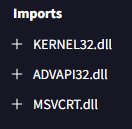 Imports
+ KERNEL32.dll
+ ADVAPI32.dll
+ MSVCRT.dll